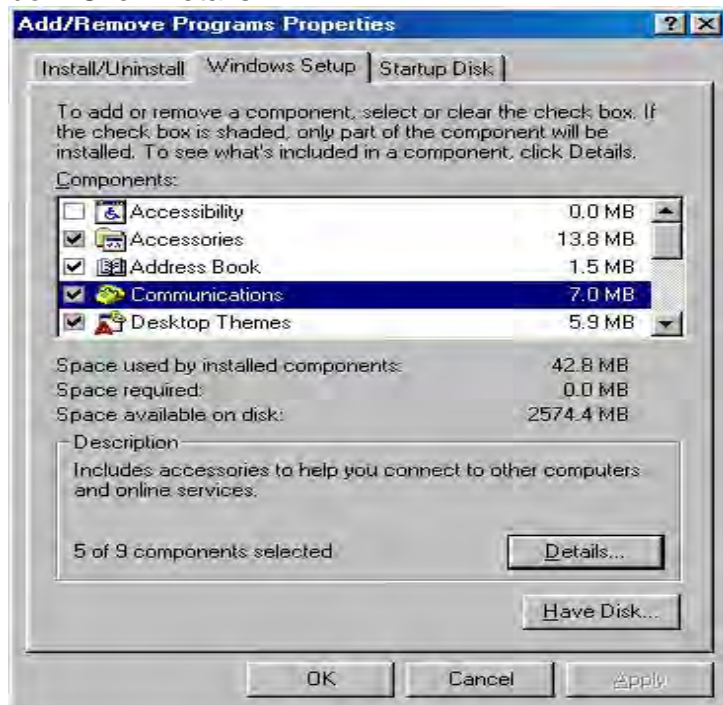 Add/Remove Programs Properties
Install/Uninstall Windows Setup Startup Disk
To add or remove a component, select or clear the check box. If
the check box is shaded, only part of the component will be
installed. To see what's included in a component, click Details.
Components:
Accessibility 0.0 MB
Accessories 13.8 MB
Address Book 1.5 MB
Communications 7.0 MB
Desktop Themes 5.9 MB
Space used by installed components: 42.8 MB
Space required: 0.0 MB
Space available on disk: 2574.4 MB
Description
Includes accessories to help you connect to other computers
and online services.
5 of 9 components selected
Details...
Have Disk...
OK Cancel Apply